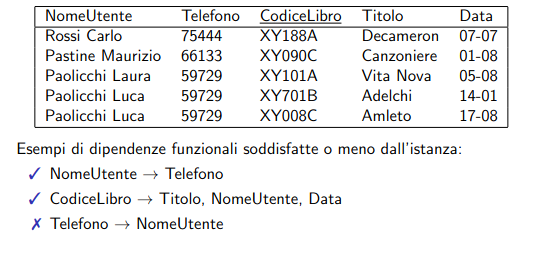 NomeUtente Telefono CodiceLibro Titolo Data
Rossi Carlo 75444 XY188A Decameron 07-07
Pastine Maurizio 66133 XY090C Canzoniere 01-08
Paolicchi Laura 59729 XY101A Vita Nova 05-08
Paolicchi Luca 59729 XY701B Adelchi 14-01
Paolicchi Luca 59729 XY008C Amleto 17-08
Esempi di dipendenze funzionali soddisfatte o meno dall'istanza:
✓ NomeUtente → Telefono
✓ CodiceLibro → Titolo, NomeUtente, Data
✗ Telefono → NomeUtente